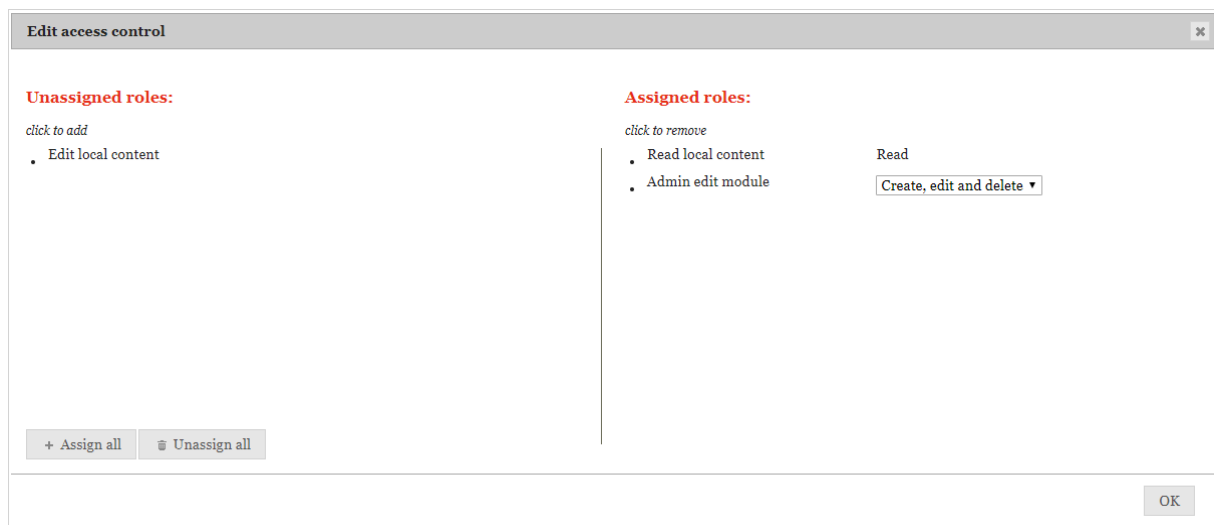 Edit access control
Unassigned roles:
click to add
Edit local content
Assigned roles:
click to remove
Read local content Read
Admin edit module Create, edit and delete
+ Assign all Unassign all
OK